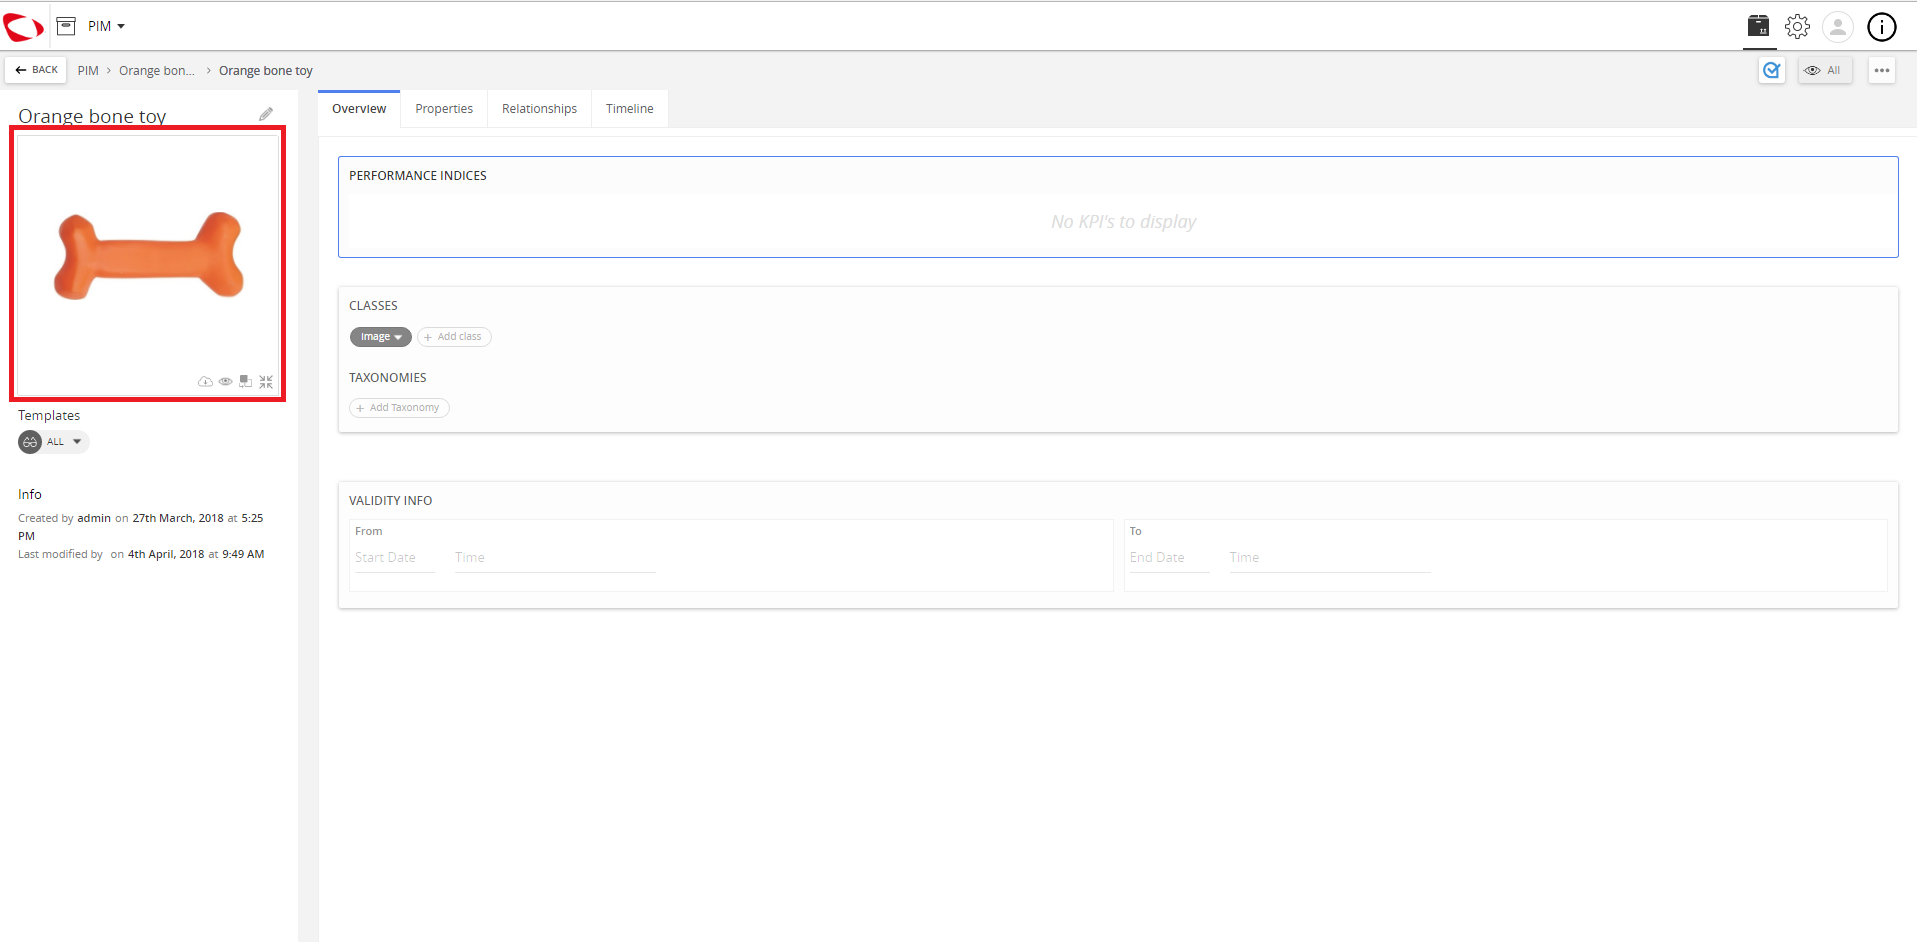 PIM
BACK PIM > Orange bon... > Orange bone toy
All
Orange bone toy
Overview Properties Relationships Timeline
PERFORMANCE INDICES
No KPI's to display
CLASSES
Image + Add class
TAXONOMIES
+ Add Taxonomy
Templates
ALL
Info
Created by admin on 27th March, 2018 at 5:25
PM
Last modified by on 4th April, 2018 at 9:49 AM
VALIDITY INFO
From To
Start Date Time End Date Time